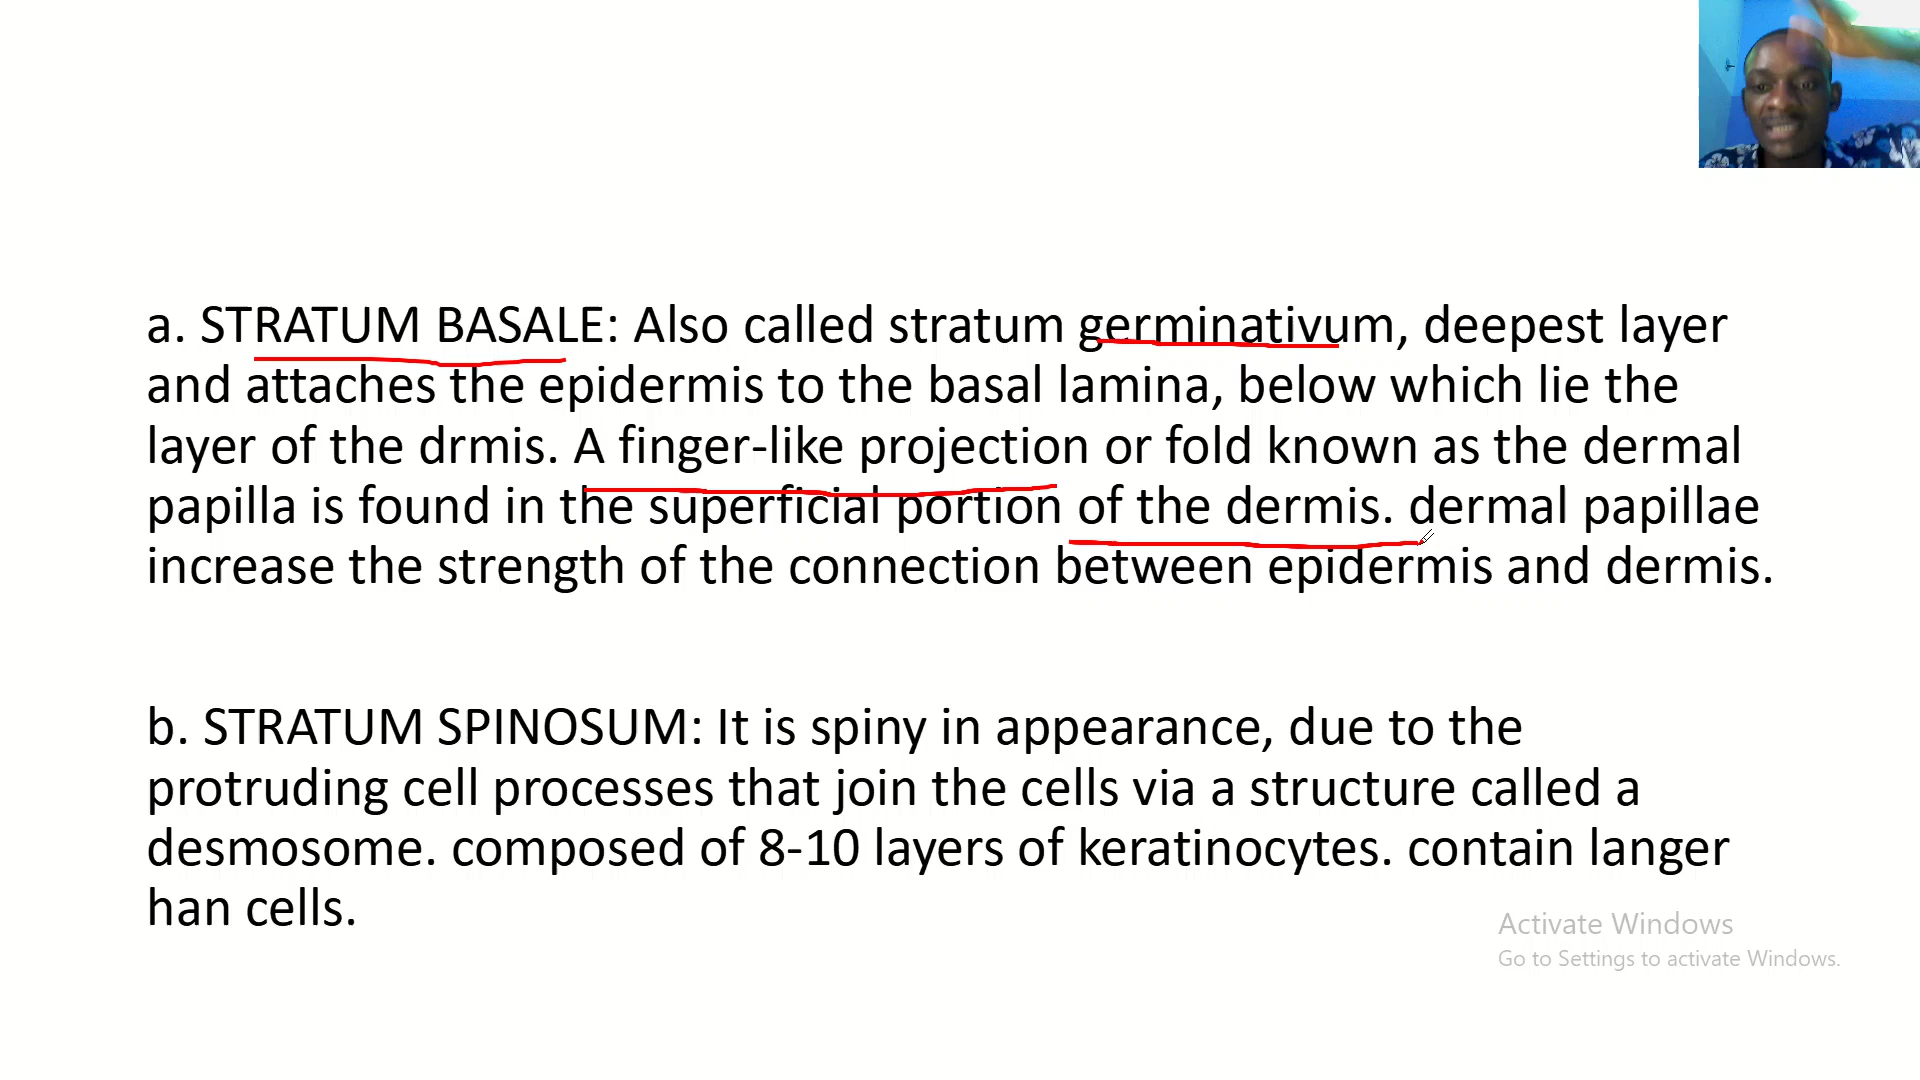 a. STRATUM BASALE: Also called stratum germinativum, deepest layer
and attaches the epidermis to the basal lamina, below which lie the
layer of the drmis. A finger-like projection or fold known as the dermal
papilla is found in the superficial portion of the dermis. dermal papillae
increase the strength of the connection between epidermis and dermis.
b. STRATUM SPINOSUM: It is spiny in appearance, due to the
protruding cell processes that join the cells via a structure called a
desmosome. composed of 8-10 layers of keratinocytes. contain langer
han cells.
Activate Windows
Go to Settings to activate Windows.